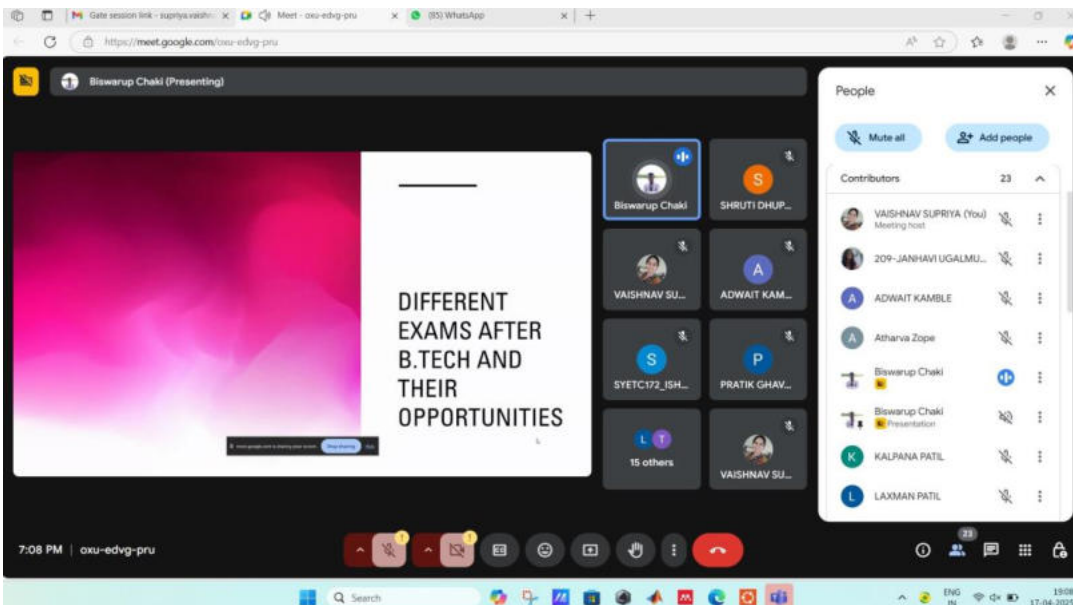 Gate session link - supriya.vaishn
Meet - oxu-edvg-pru
(85) WhatsApp
https://meet.google.com/oxu-edvg-pru
Biswarup Chaki (Presenting)
DIFFERENT
EXAMS AFTER
B.TECH AND
THEIR
OPPORTUNITIES
Stop sharing
Biswarup Chaki
S
SHRUTI DHUP...
VAISHNAV SU...
A
ADWAIT KAM...
S
SYETC172_ISH...
P
PRATIK GHAV...
L T
15 others
VAISHNAV SU...
People
Mute all
Add people
Contributors 23
VAISHNAV SUPRIYA (You)
Meeting host
209-JANHAVI UGALMU...
A ADWAIT KAMBLE
A Atharva Zope
Biswarup Chaki
Biswarup Chaki
Presentation
K KALPANA PATIL
L LAXMAN PATIL
7:08 PM | oxu-edvg-pru
23
Search
ENG
IN
19:08
17-04-2025